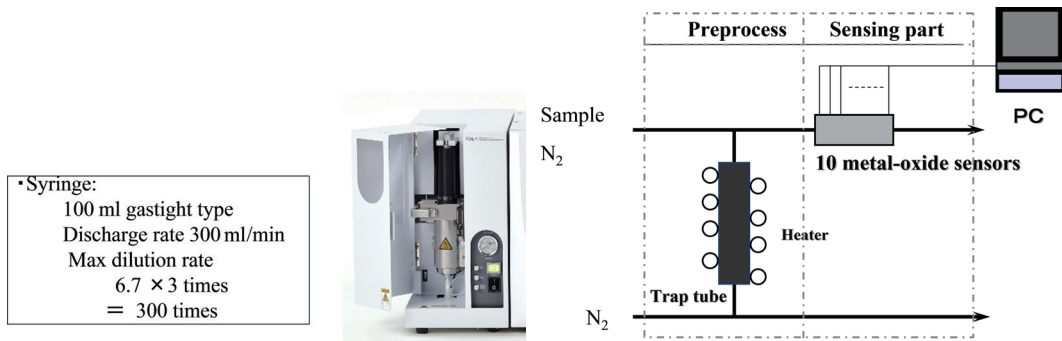 ・Syringe:
100 ml gastight type
Discharge rate 300 ml/min
Max dilution rate
6.7 × 3 times
= 300 times
Preprocess
Sensing part
Sample
N₂
PC
10 metal-oxide sensors
Heater
Trap tube
N₂